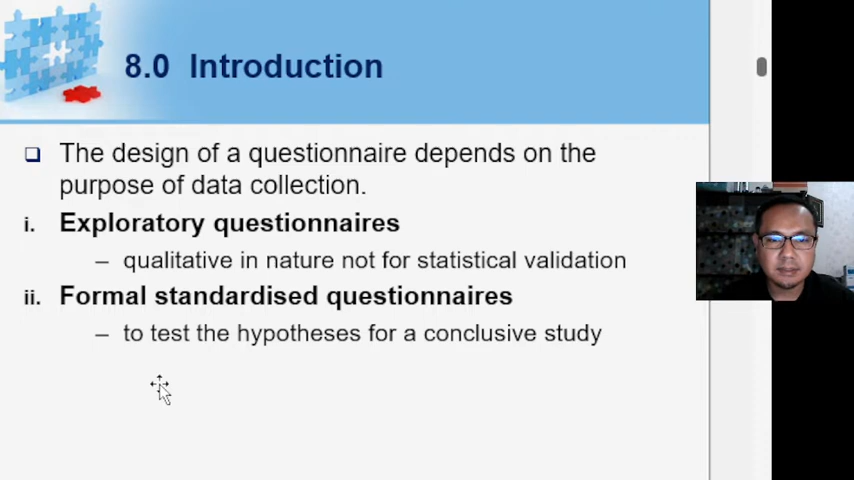 8.0 Introduction
❑ The design of a questionnaire depends on the
purpose of data collection.
i. Exploratory questionnaires
– qualitative in nature not for statistical validation
ii. Formal standardised questionnaires
– to test the hypotheses for a conclusive study